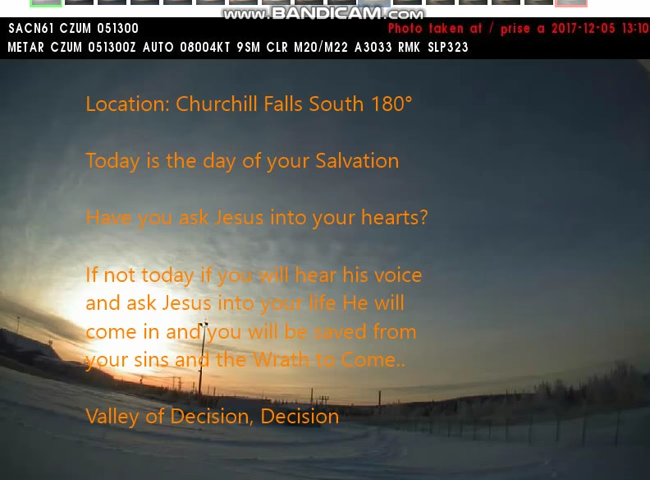 www.BANDICAM.com
SACN61 CZUM 051300
Photo taken at / prise a 2017-12-05 13:10
METAR CZUM 051300Z AUTO 08004KT 9SM CLR M20/M22 A3033 RMK SLP323
Location: Churchill Falls South 180°
Today is the day of your Salvation
Have you ask Jesus into your hearts?
If not today if you will hear his voice
and ask Jesus into your life He will
come in and you will be saved from
your sins and the Wrath to Come..
Valley of Decision, Decision